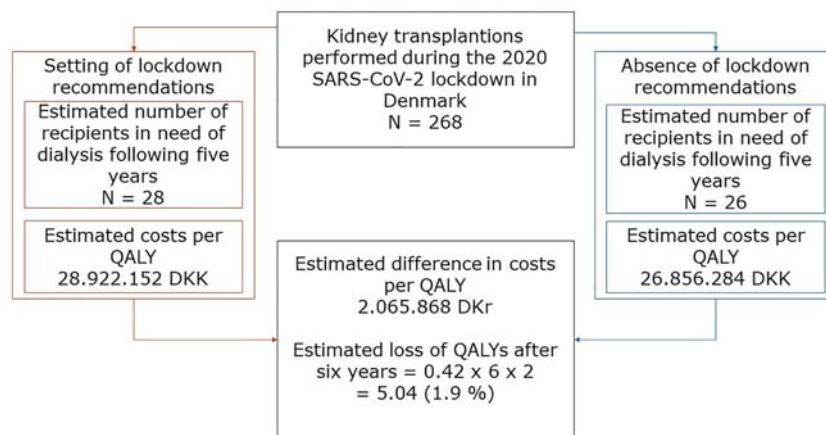 Kidney transplantions
performed during the 2020
SARS-CoV-2 lockdown in
Denmark
N = 268
Setting of lockdown
recommendations
Estimated number of
recipients in need of
dialysis following five
years
N = 28
Estimated costs per
QALY
28.922.152 DKK
Absence of lockdown
recommendations
Estimated number of
recipients in need of
dialysis following five
years
N = 26
Estimated costs per
QALY
26.856.284 DKK
Estimated difference in costs
per QALY
2.065.868 DKr
Estimated loss of QALYs after
six years = 0.42 x 6 x 2
= 5.04 (1.9 %)